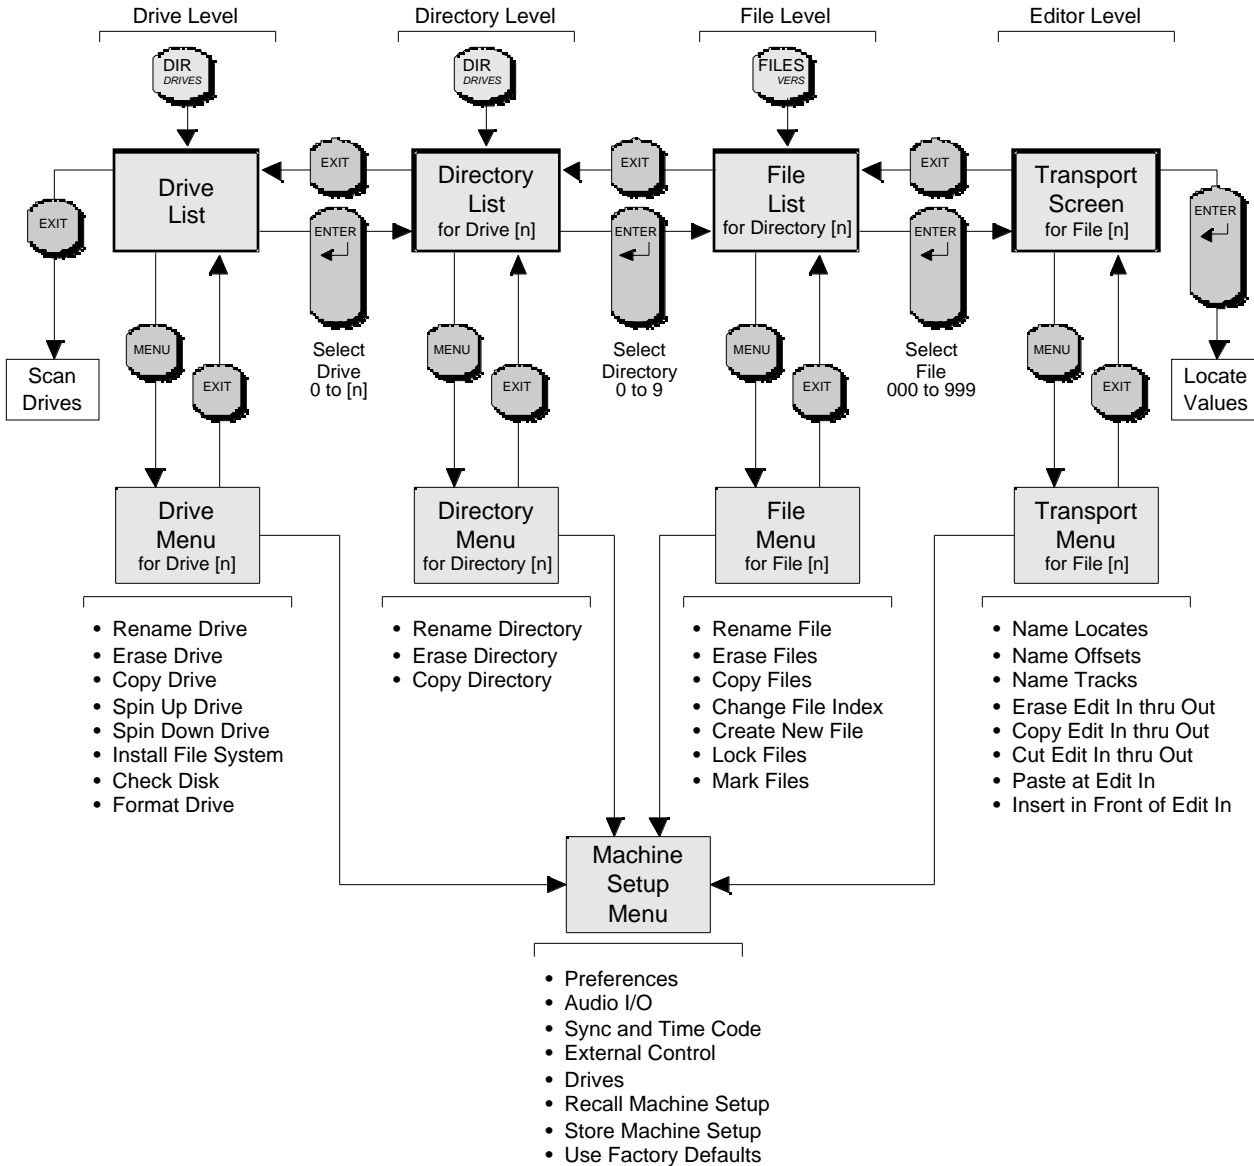 Drive Level
Directory Level
File Level
Editor Level
DIR
DRIVES
DIR
DRIVES
FILES
VERS
Drive
List
EXIT
Directory
List
for Drive [n]
EXIT
File
List
for Directory [n]
EXIT
Transport
Screen
for File [n]
EXIT
ENTER
ENTER
ENTER
ENTER
MENU
EXIT
Select
Drive
0 to [n]
MENU
EXIT
Select
Directory
0 to 9
MENU
EXIT
Select
File
000 to 999
MENU
EXIT
Scan
Drives
Locate
Values
Drive
Menu
for Drive [n]
Directory
Menu
for Directory [n]
File
Menu
for File [n]
Transport
Menu
for File [n]
• Rename Drive
• Erase Drive
• Copy Drive
• Spin Up Drive
• Spin Down Drive
• Install File System
• Check Disk
• Format Drive
• Rename Directory
• Erase Directory
• Copy Directory
• Rename File
• Erase Files
• Copy Files
• Change File Index
• Create New File
• Lock Files
• Mark Files
• Name Locates
• Name Offsets
• Name Tracks
• Erase Edit In thru Out
• Copy Edit In thru Out
• Cut Edit In thru Out
• Paste at Edit In
• Insert in Front of Edit In
Machine
Setup
Menu
• Preferences
• Audio I/O
• Sync and Time Code
• External Control
• Drives
• Recall Machine Setup
• Store Machine Setup
• Use Factory Defaults